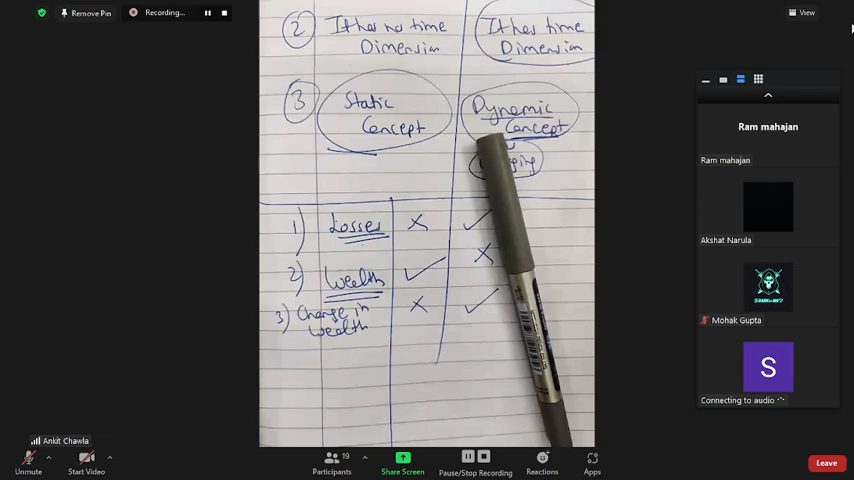 Remove Pin
Recording...
View
2 It has no time
Dimension
It has time
Dimension
3 Static
Concept
Dynamic
Concept
1) Losses × ✓
2) Wealth ✓ ×
3) Change in
Wealth × ✓
Ram mahajan
Ram mahajan
Akshat Narula
Mohak Gupta
S
Connecting to audio
Ankit Chawla
Unmute
Start Video
Participants 19
Share Screen
Pause/Stop Recording
Reactions
Apps
Leave